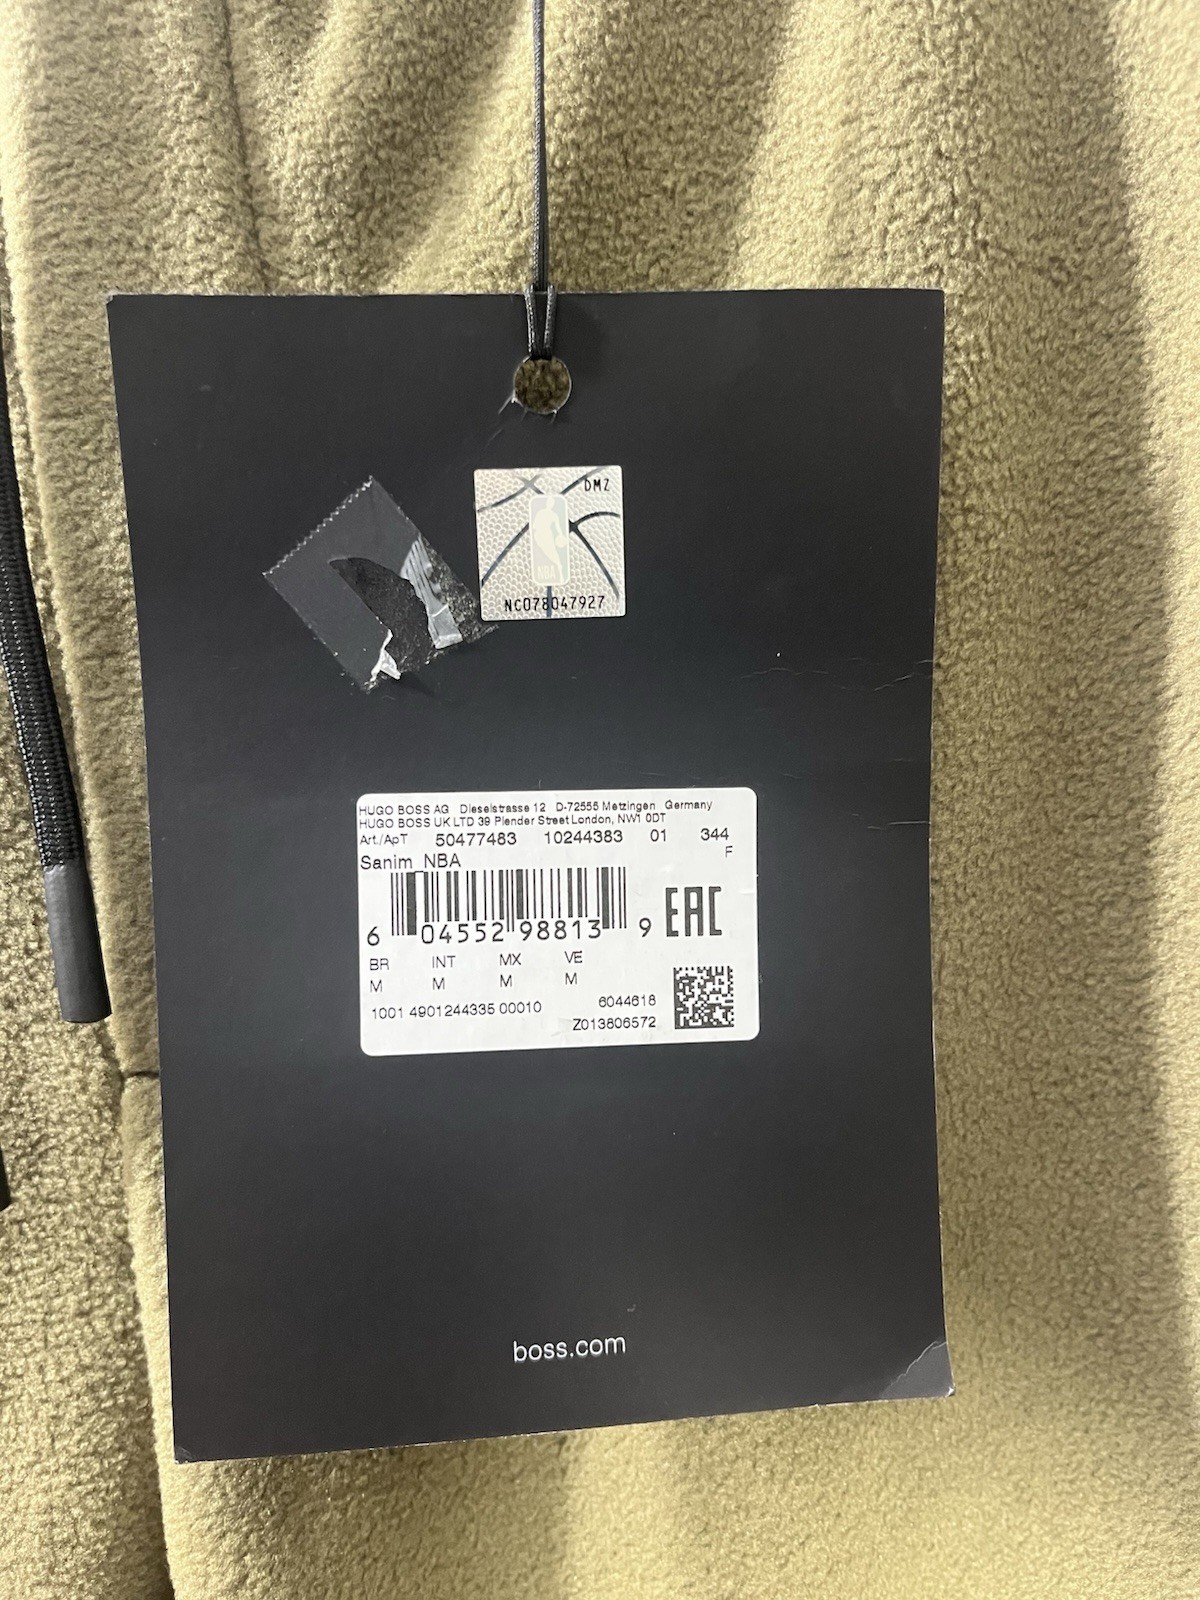 DMZ
NBA
NC078047927
HUGO BOSS AG Dieselstrasse 12 D-72555 Metzingen Germany
HUGO BOSS UK LTD 39 Plender Street London, NW1 0DT
Art./ApT 50477483 10244383 01 344
F
Sanim_NBA
6 04552 98813 9 EAC
BR INT MX VE
M M M M
1001 4901244335 00010 6044618
Z013806572
boss.com